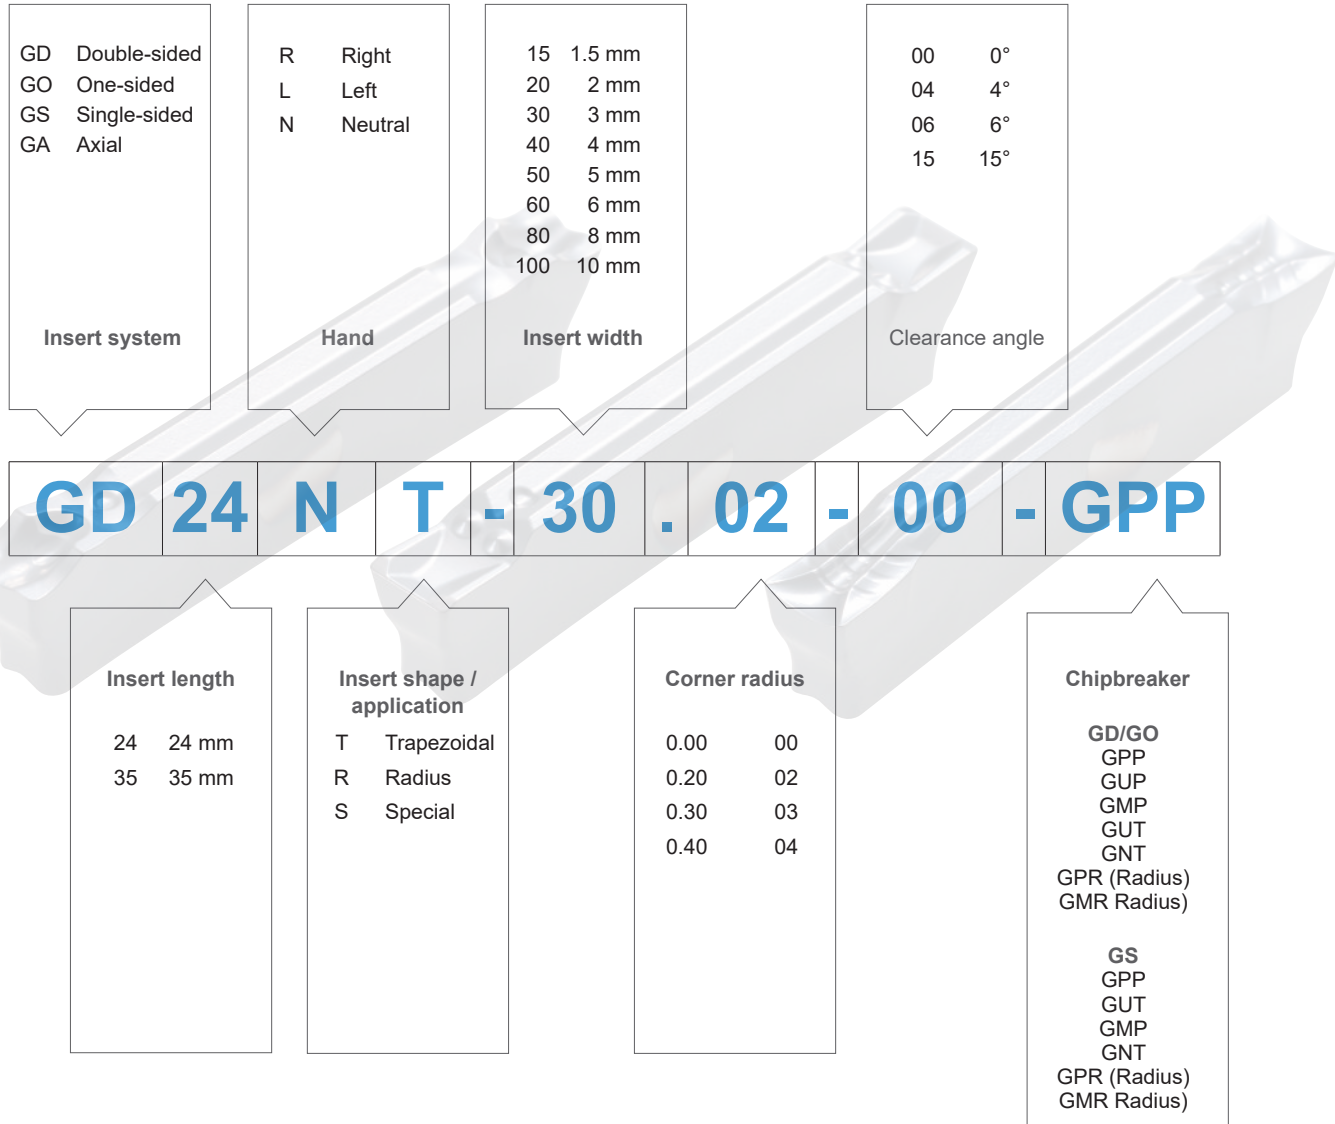 GD Double-sided
GO One-sided
GS Single-sided
GA Axial
Insert system
R Right
L Left
N Neutral
Hand
15 1.5 mm
20 2 mm
30 3 mm
40 4 mm
50 5 mm
60 6 mm
80 8 mm
100 10 mm
Insert width
00 0°
04 4°
06 6°
15 15°
Clearance angle
GD 24 N T - 30 . 02 - 00 - GPP
Insert length
24 24 mm
35 35 mm
Insert shape /
application
T Trapezoidal
R Radius
S Special
Corner radius
0.00 00
0.20 02
0.30 03
0.40 04
Chipbreaker
GD/GO
GPP
GUP
GMP
GUT
GNT
GPR (Radius)
GMR Radius)
GS
GPP
GUT
GMP
GNT
GPR (Radius)
GMR Radius)